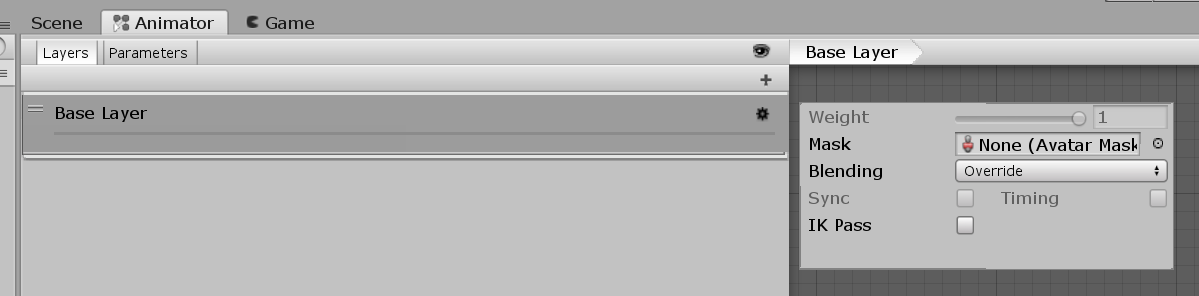 Scene Animator Game
Layers Parameters
Base Layer
+
Base Layer
Weight 1
Mask None (Avatar Mask
Blending Override
Sync Timing
IK Pass